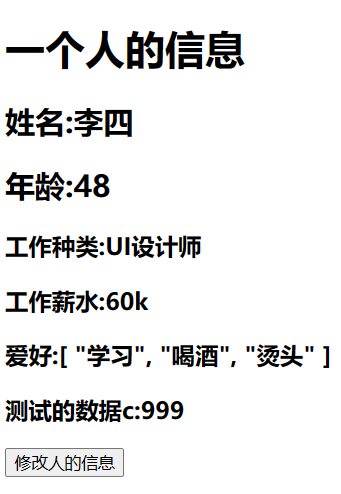 一个人的信息
姓名:李四
年龄:48
工作种类:UI设计师
工作薪水:60k
爱好:[ "学习", "喝酒", "烫头" ]
测试的数据c:999
修改人的信息